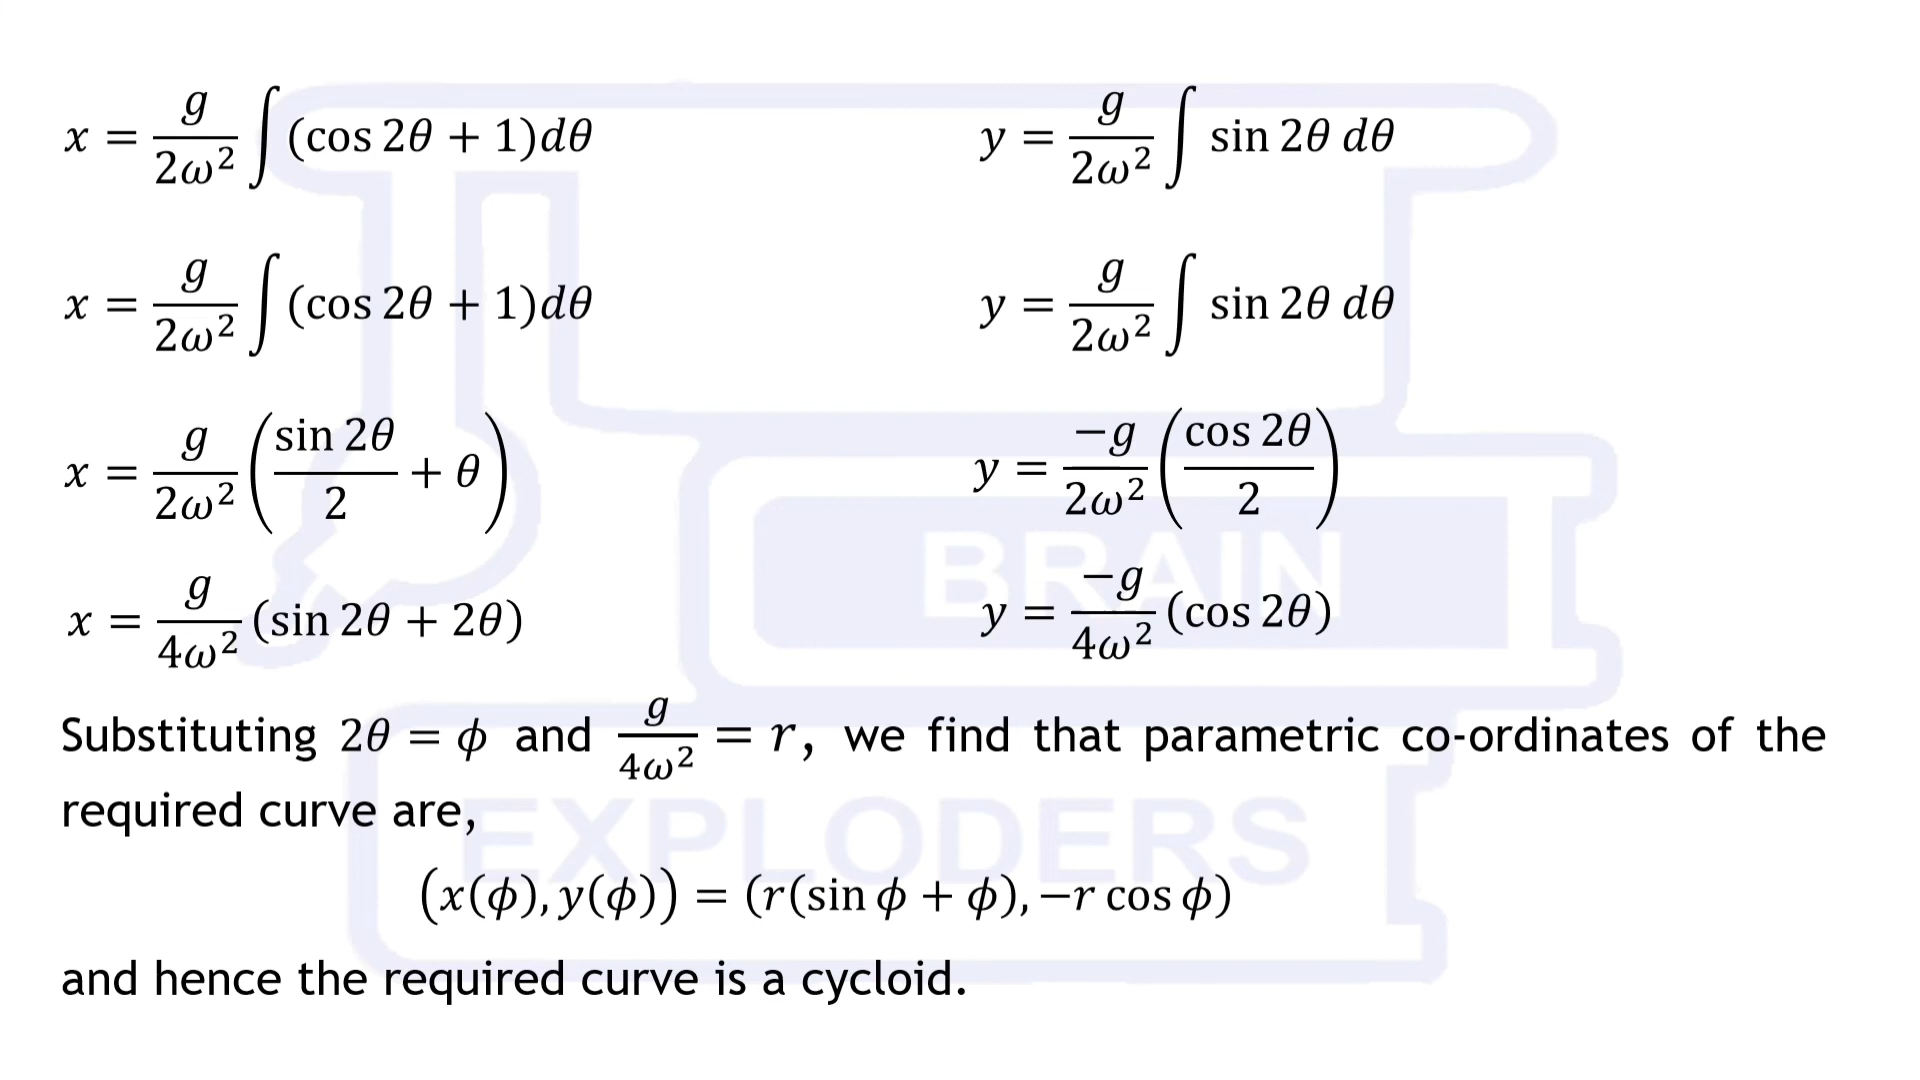 x = g/2ω² ∫(cos 2θ + 1)dθ    y = g/2ω² ∫ sin 2θ dθ
x = g/2ω² ∫(cos 2θ + 1)dθ    y = g/2ω² ∫ sin 2θ dθ
x = g/2ω² (sin 2θ/2 + θ)    y = −g/2ω² (cos 2θ/2)
BRAIN
x = g/4ω² (sin 2θ + 2θ)    y = −g/4ω² (cos 2θ)
Substituting 2θ = ϕ and g/4ω² = r, we find that parametric co-ordinates of the
required curve are,
EXPLODERS
(x(ϕ), y(ϕ)) = (r(sin ϕ + ϕ), −r cos ϕ)
and hence the required curve is a cycloid.